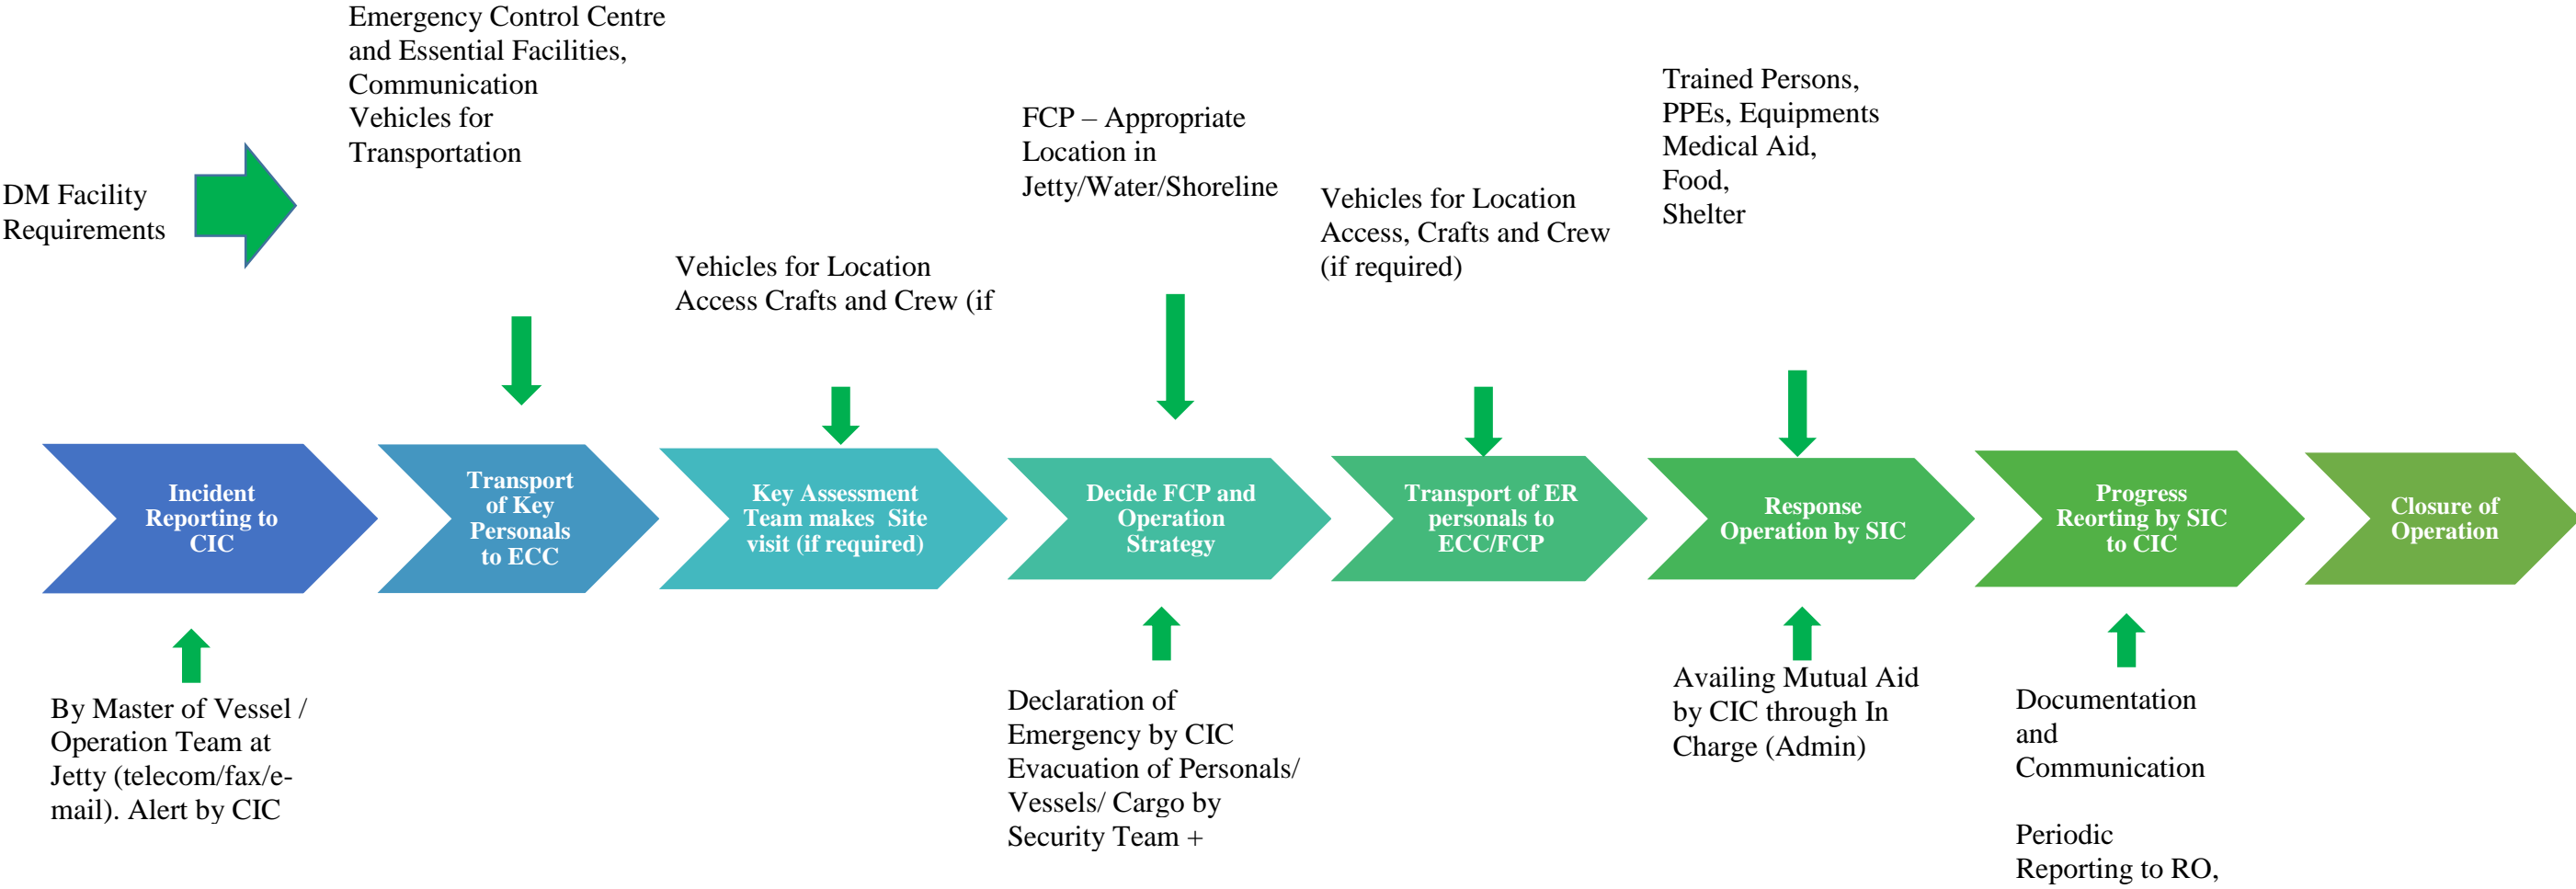 Emergency Control Centre
and Essential Facilities,
Communication
Vehicles for
Transportation
DM Facility
Requirements
Vehicles for Location
Access Crafts and Crew (if
FCP – Appropriate
Location in
Jetty/Water/Shoreline
Vehicles for Location
Access, Crafts and Crew
(if required)
Trained Persons,
PPEs, Equipments
Medical Aid,
Food,
Shelter
Incident
Reporting to
CIC
Transport
of Key
Personals
to ECC
Key Assessment
Team makes Site
visit (if required)
Decide FCP and
Operation
Strategy
Transport of ER
personals to
ECC/FCP
Response
Operation by SIC
Progress
Reorting by SIC
to CIC
Closure of
Operation
By Master of Vessel /
Operation Team at
Jetty (telecom/fax/e-
mail). Alert by CIC
Declaration of
Emergency by CIC
Evacuation of Personals/
Vessels/ Cargo by
Security Team +
Availing Mutual Aid
by CIC through In
Charge (Admin)
Documentation
and
Communication
Periodic
Reporting to RO,